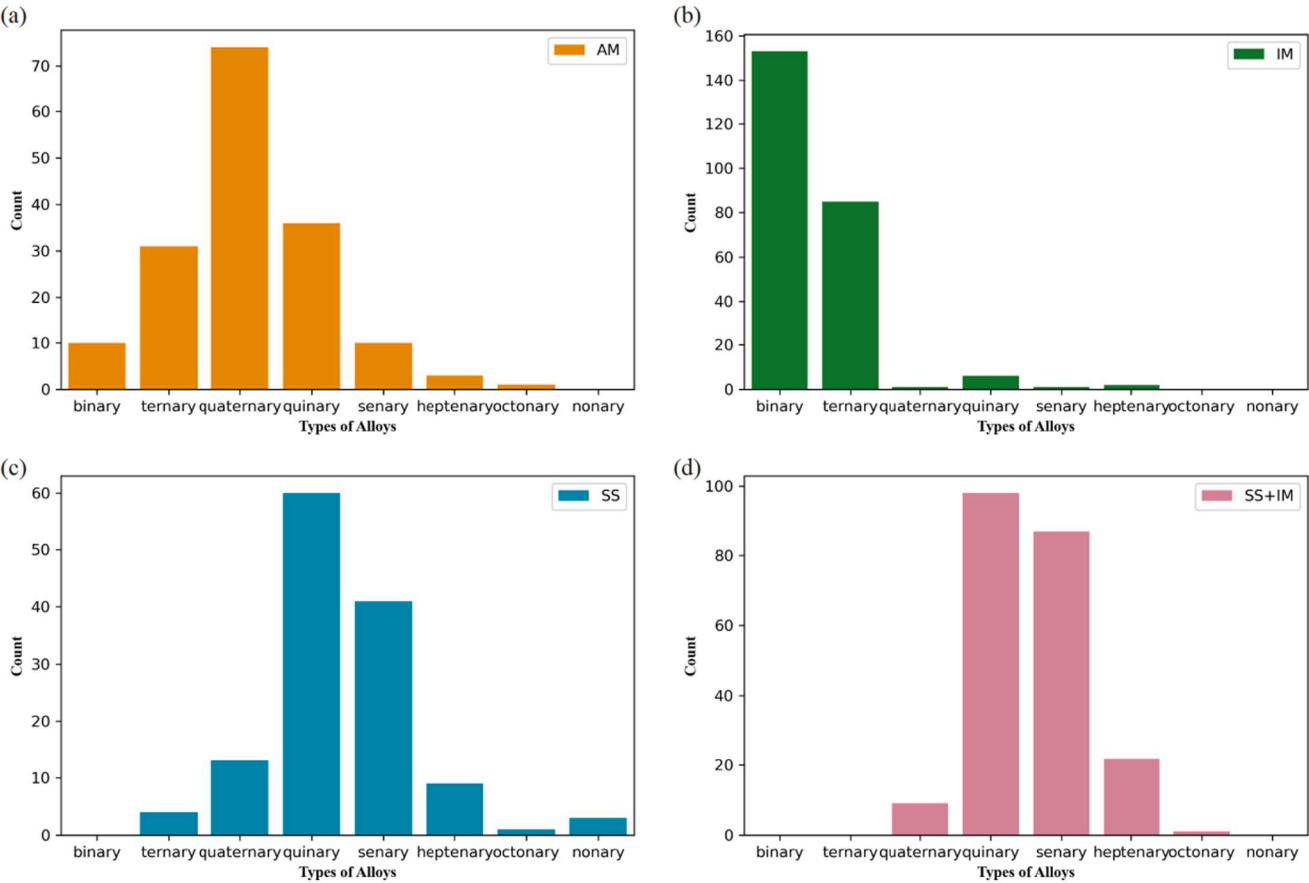 (a)
AM
70
60
50
40
30
20
10
0
Count
binary ternary quaternary quinary senary heptenary octonary nonary
Types of Alloys
(b)
IM
160
140
120
100
80
60
40
20
0
Count
binary ternary quaternary quinary senary heptenary octonary nonary
Types of Alloys
(c)
SS
60
50
40
30
20
10
0
Count
binary ternary quaternary quinary senary heptenary octonary nonary
Types of Alloys
(d)
SS+IM
100
80
60
40
20
0
Count
binary ternary quaternary quinary senary heptenary octonary nonary
Types of Alloys